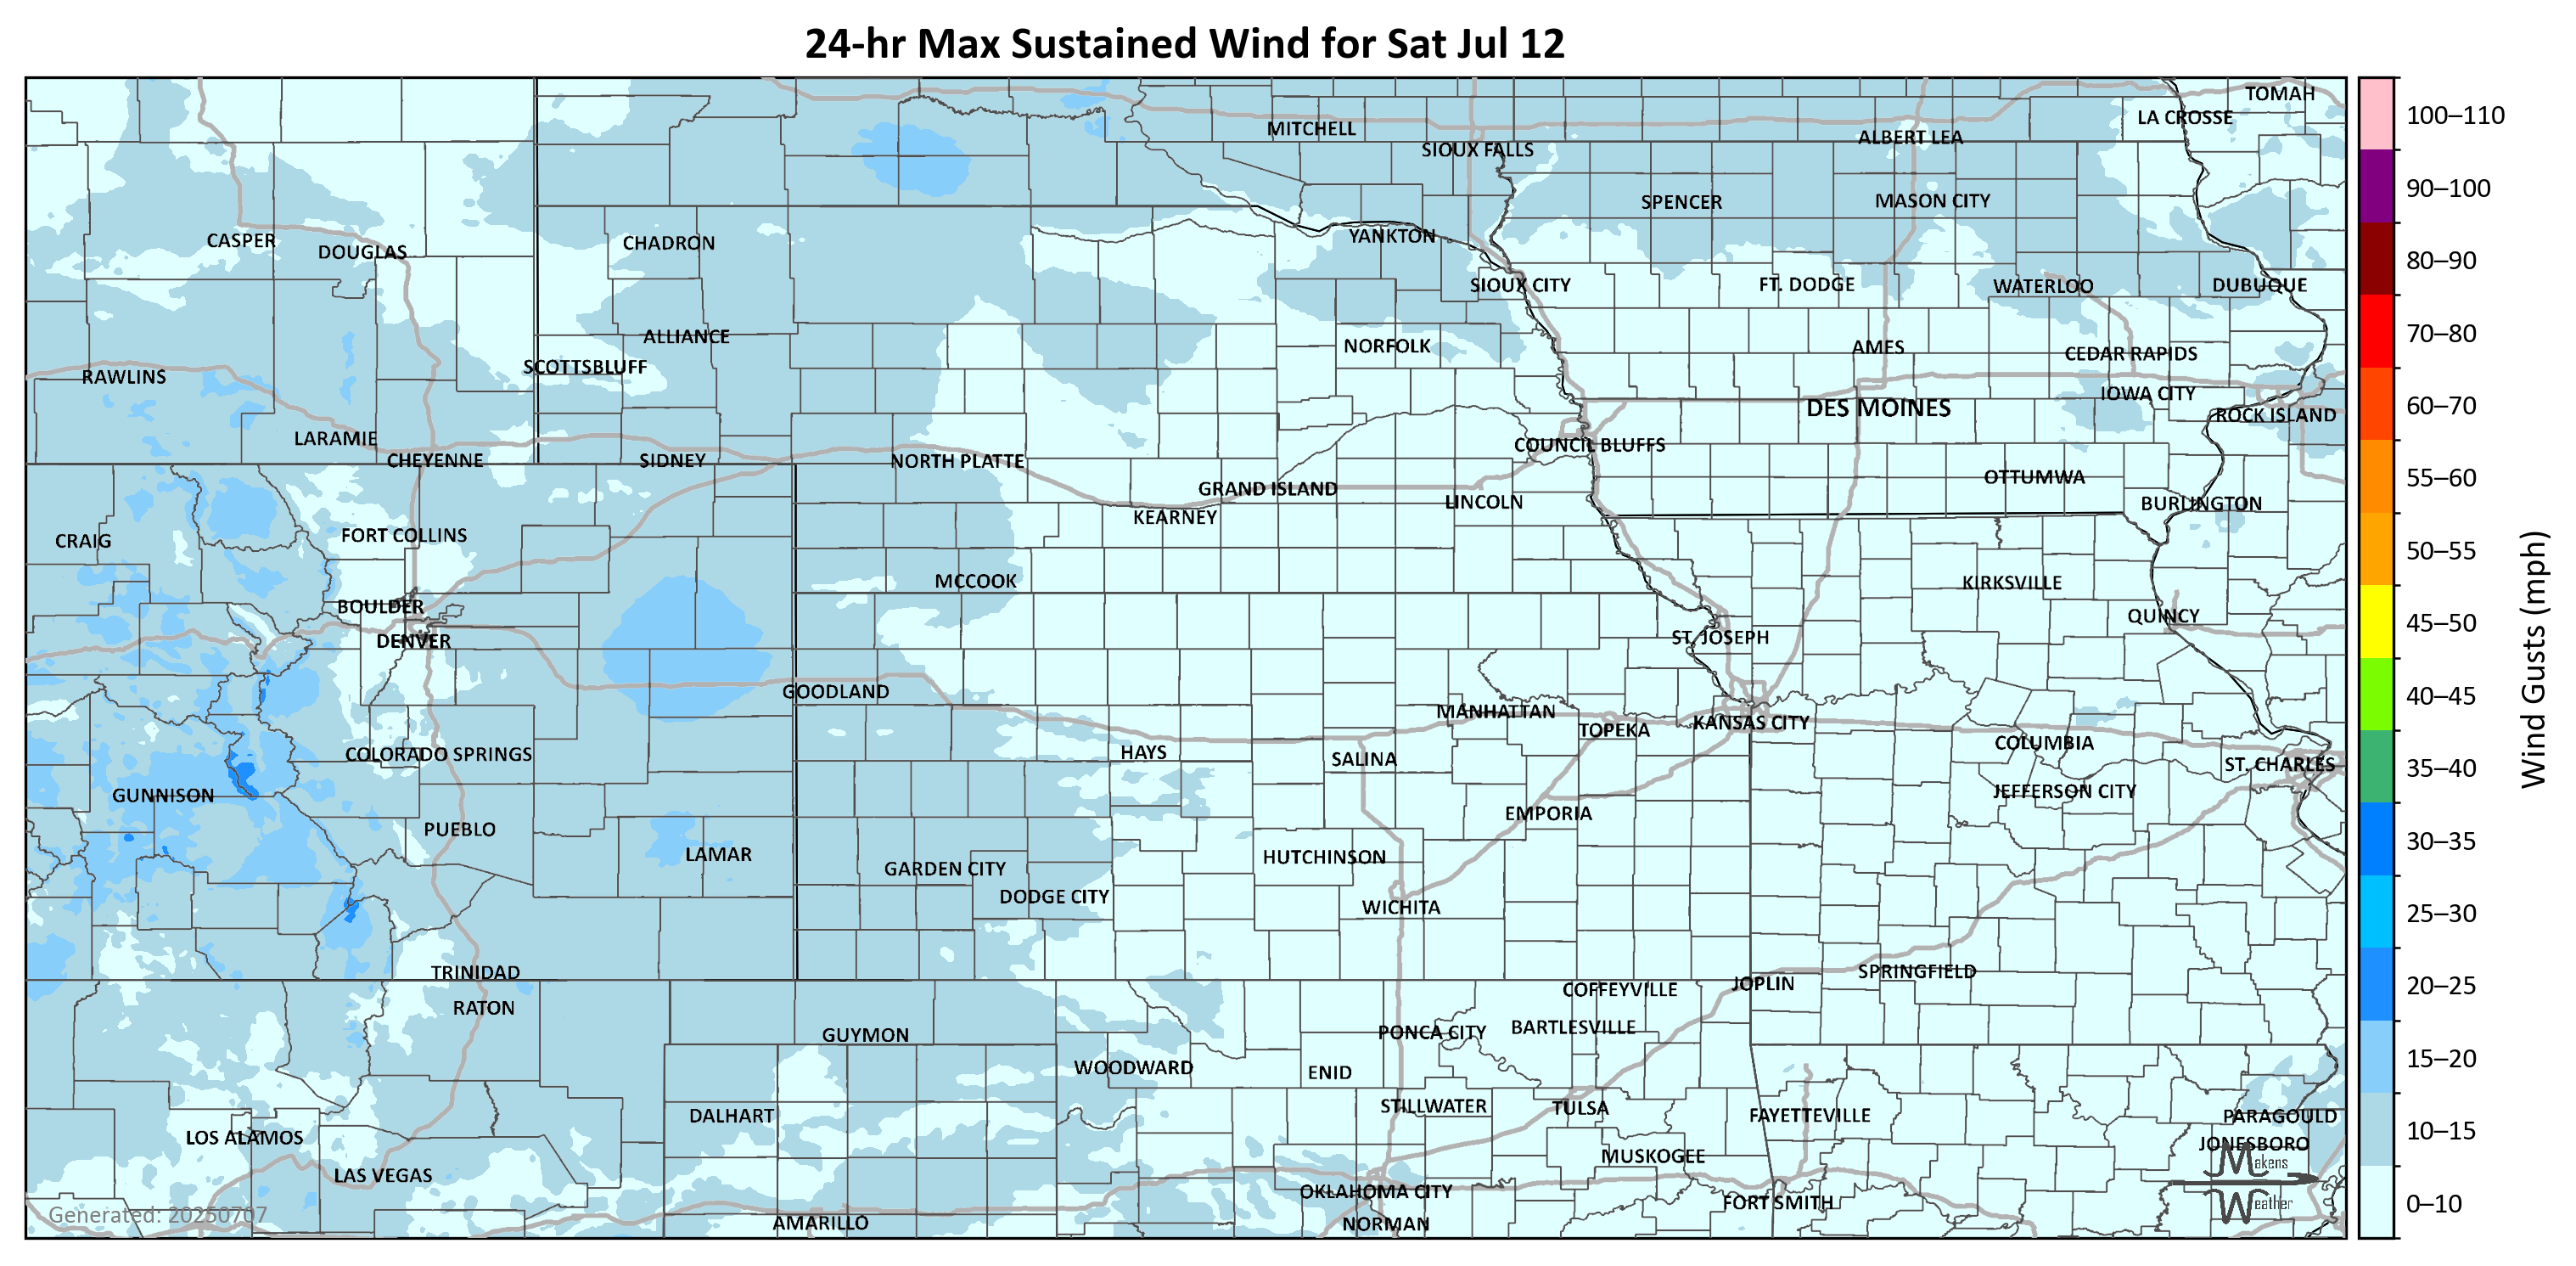 24-hr Max Sustained Wind for Sat Jul 12
TOMAH
LA CROSSE
MITCHELL
ALBERT LEA
SIOUX FALLS
SPENCER
MASON CITY
CASPER
DOUGLAS
CHADRON
YANKTON
SIOUX CITY
FT. DODGE
WATERLOO
DUBUQUE
ALLIANCE
NORFOLK
AMES
CEDAR RAPIDS
SCOTTSBLUFF
RAWLINS
IOWA CITY
DES MOINES
ROCK ISLAND
LARAMIE
COUNCIL BLUFFS
CHEYENNE
SIDNEY
NORTH PLATTE
OTTUMWA
GRAND ISLAND
LINCOLN
BURLINGTON
KEARNEY
FORT COLLINS
CRAIG
MCCOOK
KIRKSVILLE
BOULDER
QUINCY
DENVER
ST. JOSEPH
GOODLAND
MANHATTAN
TOPEKA
KANSAS CITY
COLUMBIA
COLORADO SPRINGS
HAYS
SALINA
ST. CHARLES
GUNNISON
JEFFERSON CITY
EMPORIA
PUEBLO
LAMAR
HUTCHINSON
GARDEN CITY
DODGE CITY
WICHITA
TRINIDAD
SPRINGFIELD
JOPLIN
COFFEYVILLE
RATON
GUYMON
PONCA CITY
BARTLESVILLE
WOODWARD
ENID
DALHART
STILLWATER
TULSA
FAYETTEVILLE
PARAGOULD
LOS ALAMOS
JONESBORO
MUSKOGEE
Makens
LAS VEGAS
OKLAHOMA CITY
FORT SMITH
Weather
Generated: 20250707
AMARILLO
NORMAN
100–110
90–100
80–90
70–80
60–70
55–60
50–55
45–50
40–45
35–40
30–35
25–30
20–25
15–20
10–15
0–10
Wind Gusts (mph)